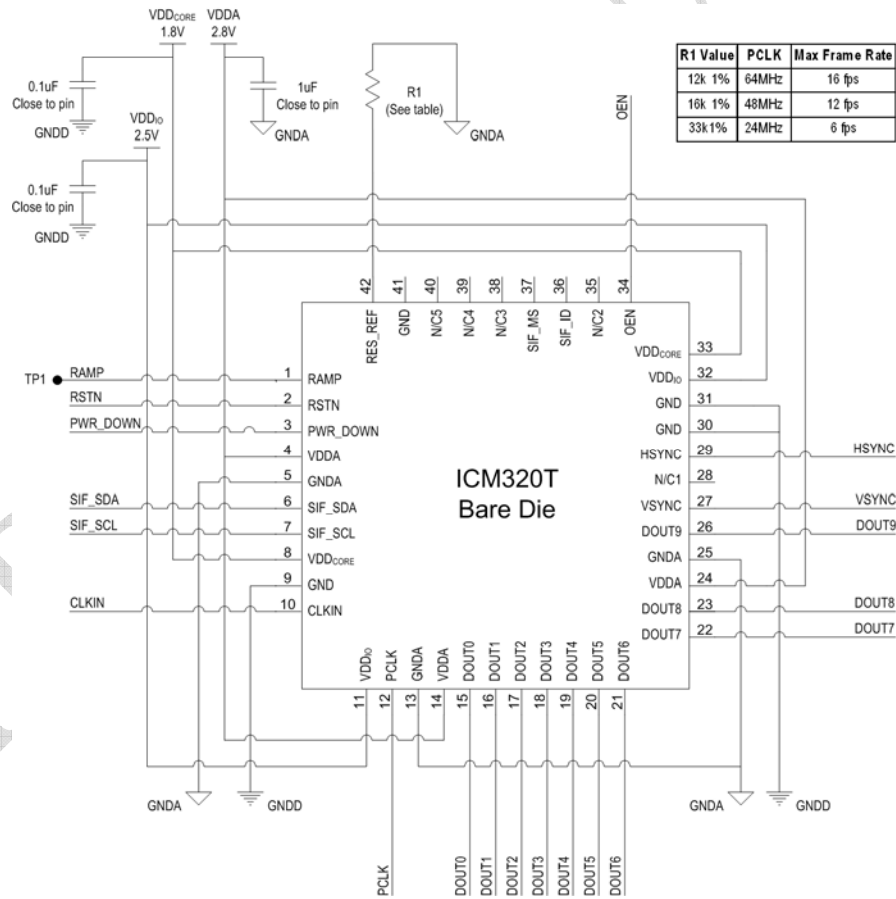 VDDCORE
1.8V
VDDA
2.8V
0.1uF
Close to pin
GNDD
VDDIO
2.5V
0.1uF
Close to pin
GNDD
1uF
Close to pin
GNDA
R1
(See table)
GNDA
OEN
R1 Value PCLK Max Frame Rate
12k 1% 64MHz 16 fps
16k 1% 48MHz 12 fps
33k1% 24MHz 6 fps
42 41 40 39 38 37 36 35 34
RES_REF GND N/C5 N/C4 N/C3 SIF_MS SIF_ID N/C2 OEN
TP1 RAMP 1 RAMP
RSTN 2 RSTN
PWR_DOWN 3 PWR_DOWN
4 VDDA
5 GNDA
SIF_SDA 6 SIF_SDA
SIF_SCL 7 SIF_SCL
8 VDDCORE
9 GND
CLKIN 10 CLKIN
ICM320T
Bare Die
VDDCORE 33
VDDIO 32
GND 31
GND 30
HSYNC 29 HSYNC
N/C1 28
VSYNC 27 VSYNC
DOUT9 26 DOUT9
GNDA 25
VDDA 24
DOUT8 23 DOUT8
DOUT7 22 DOUT7
VDDIO PCLK GNDA VDDA DOUT0 DOUT1 DOUT2 DOUT3 DOUT4 DOUT5 DOUT6
11 12 13 14 15 16 17 18 19 20 21
GNDA GNDD
GNDA GNDD
PCLK DOUT0 DOUT1 DOUT2 DOUT3 DOUT4 DOUT5 DOUT6